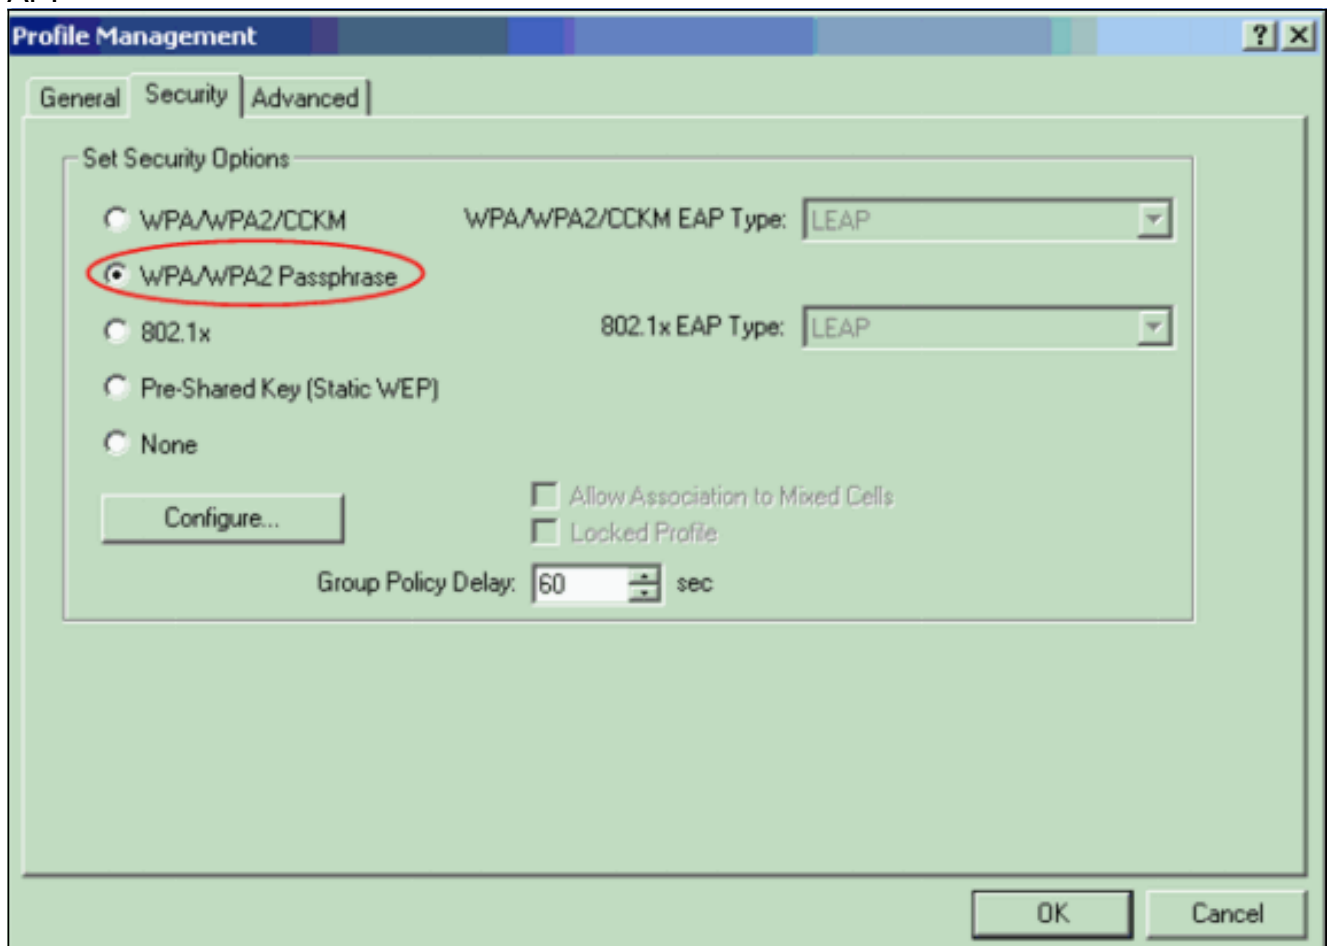 Profile Management
General Security Advanced
Set Security Options
WPA/WPA2/CCKM WPA/WPA2/CCKM EAP Type: LEAP
WPA/WPA2 Passphrase
802.1x 802.1x EAP Type: LEAP
Pre-Shared Key (Static WEP)
None
Configure... Allow Association to Mixed Cells
Locked Profile
Group Policy Delay: 60 sec
OK Cancel